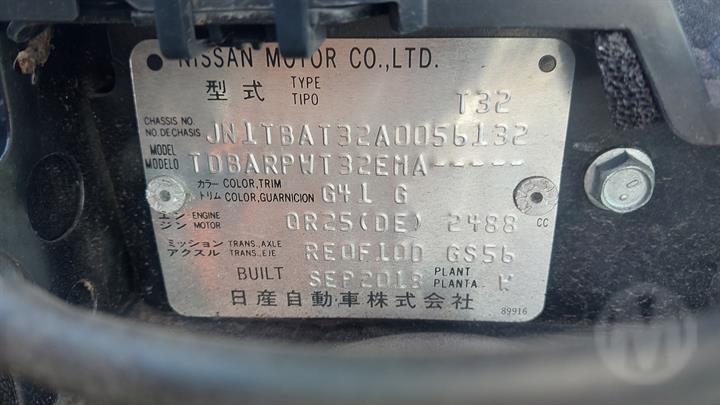 NISSAN MOTOR CO.,LTD.
型式 TYPE TIPO T32
CHASSIS NO. NO.DECHASIS JN1TBAT32A0056132
MODEL MODELO TDBARPWT32EMA-----
カラー COLOR,TRIM トリム COLOR,GUARNICION G41 G
エンジン ENGINE MOTOR QR25(DE) 2488 CC
ミッション TRANS.,AXLE アクスル TRANS.,EJE RE0F10D GS56
BUILT SEP2018 PLANT PLANTA W
日産自動車株式会社 89916
M